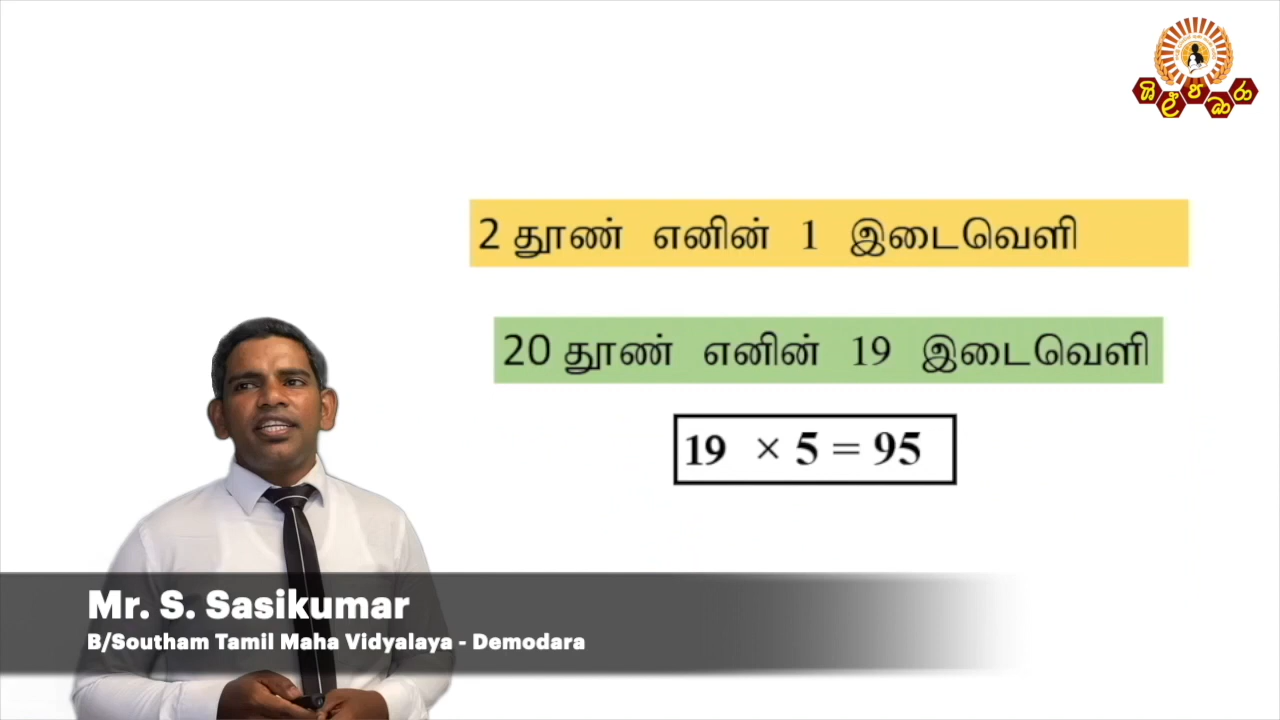 ශිල්ප ධාරා
2 தூண் எனின் 1 இடைவெளி
20 தூண் எனின் 19 இடைவெளி
19 × 5 = 95
Mr. S. Sasikumar
B/Southam Tamil Maha Vidyalaya - Demodara